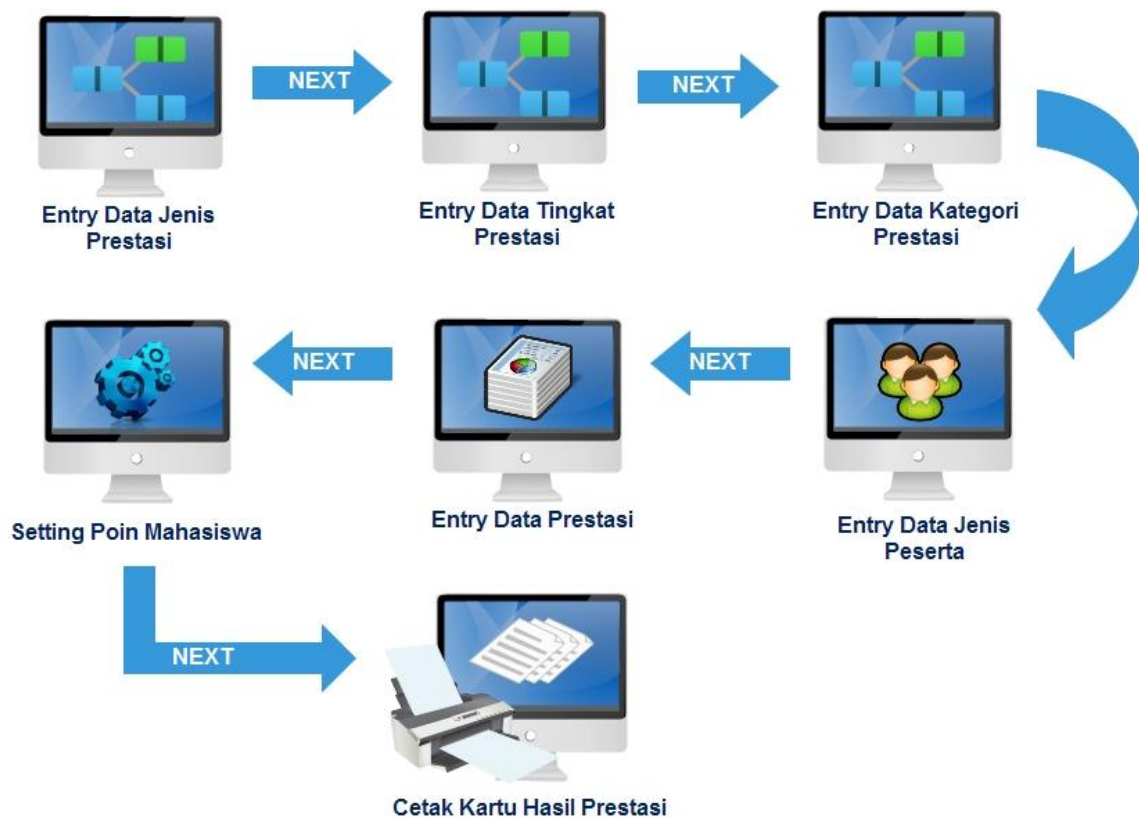 NEXT
NEXT
Entry Data Jenis
Prestasi
Entry Data Tingkat
Prestasi
Entry Data Kategori
Prestasi
NEXT
NEXT
Setting Poin Mahasiswa
Entry Data Prestasi
Entry Data Jenis
Peserta
NEXT
Cetak Kartu Hasil Prestasi